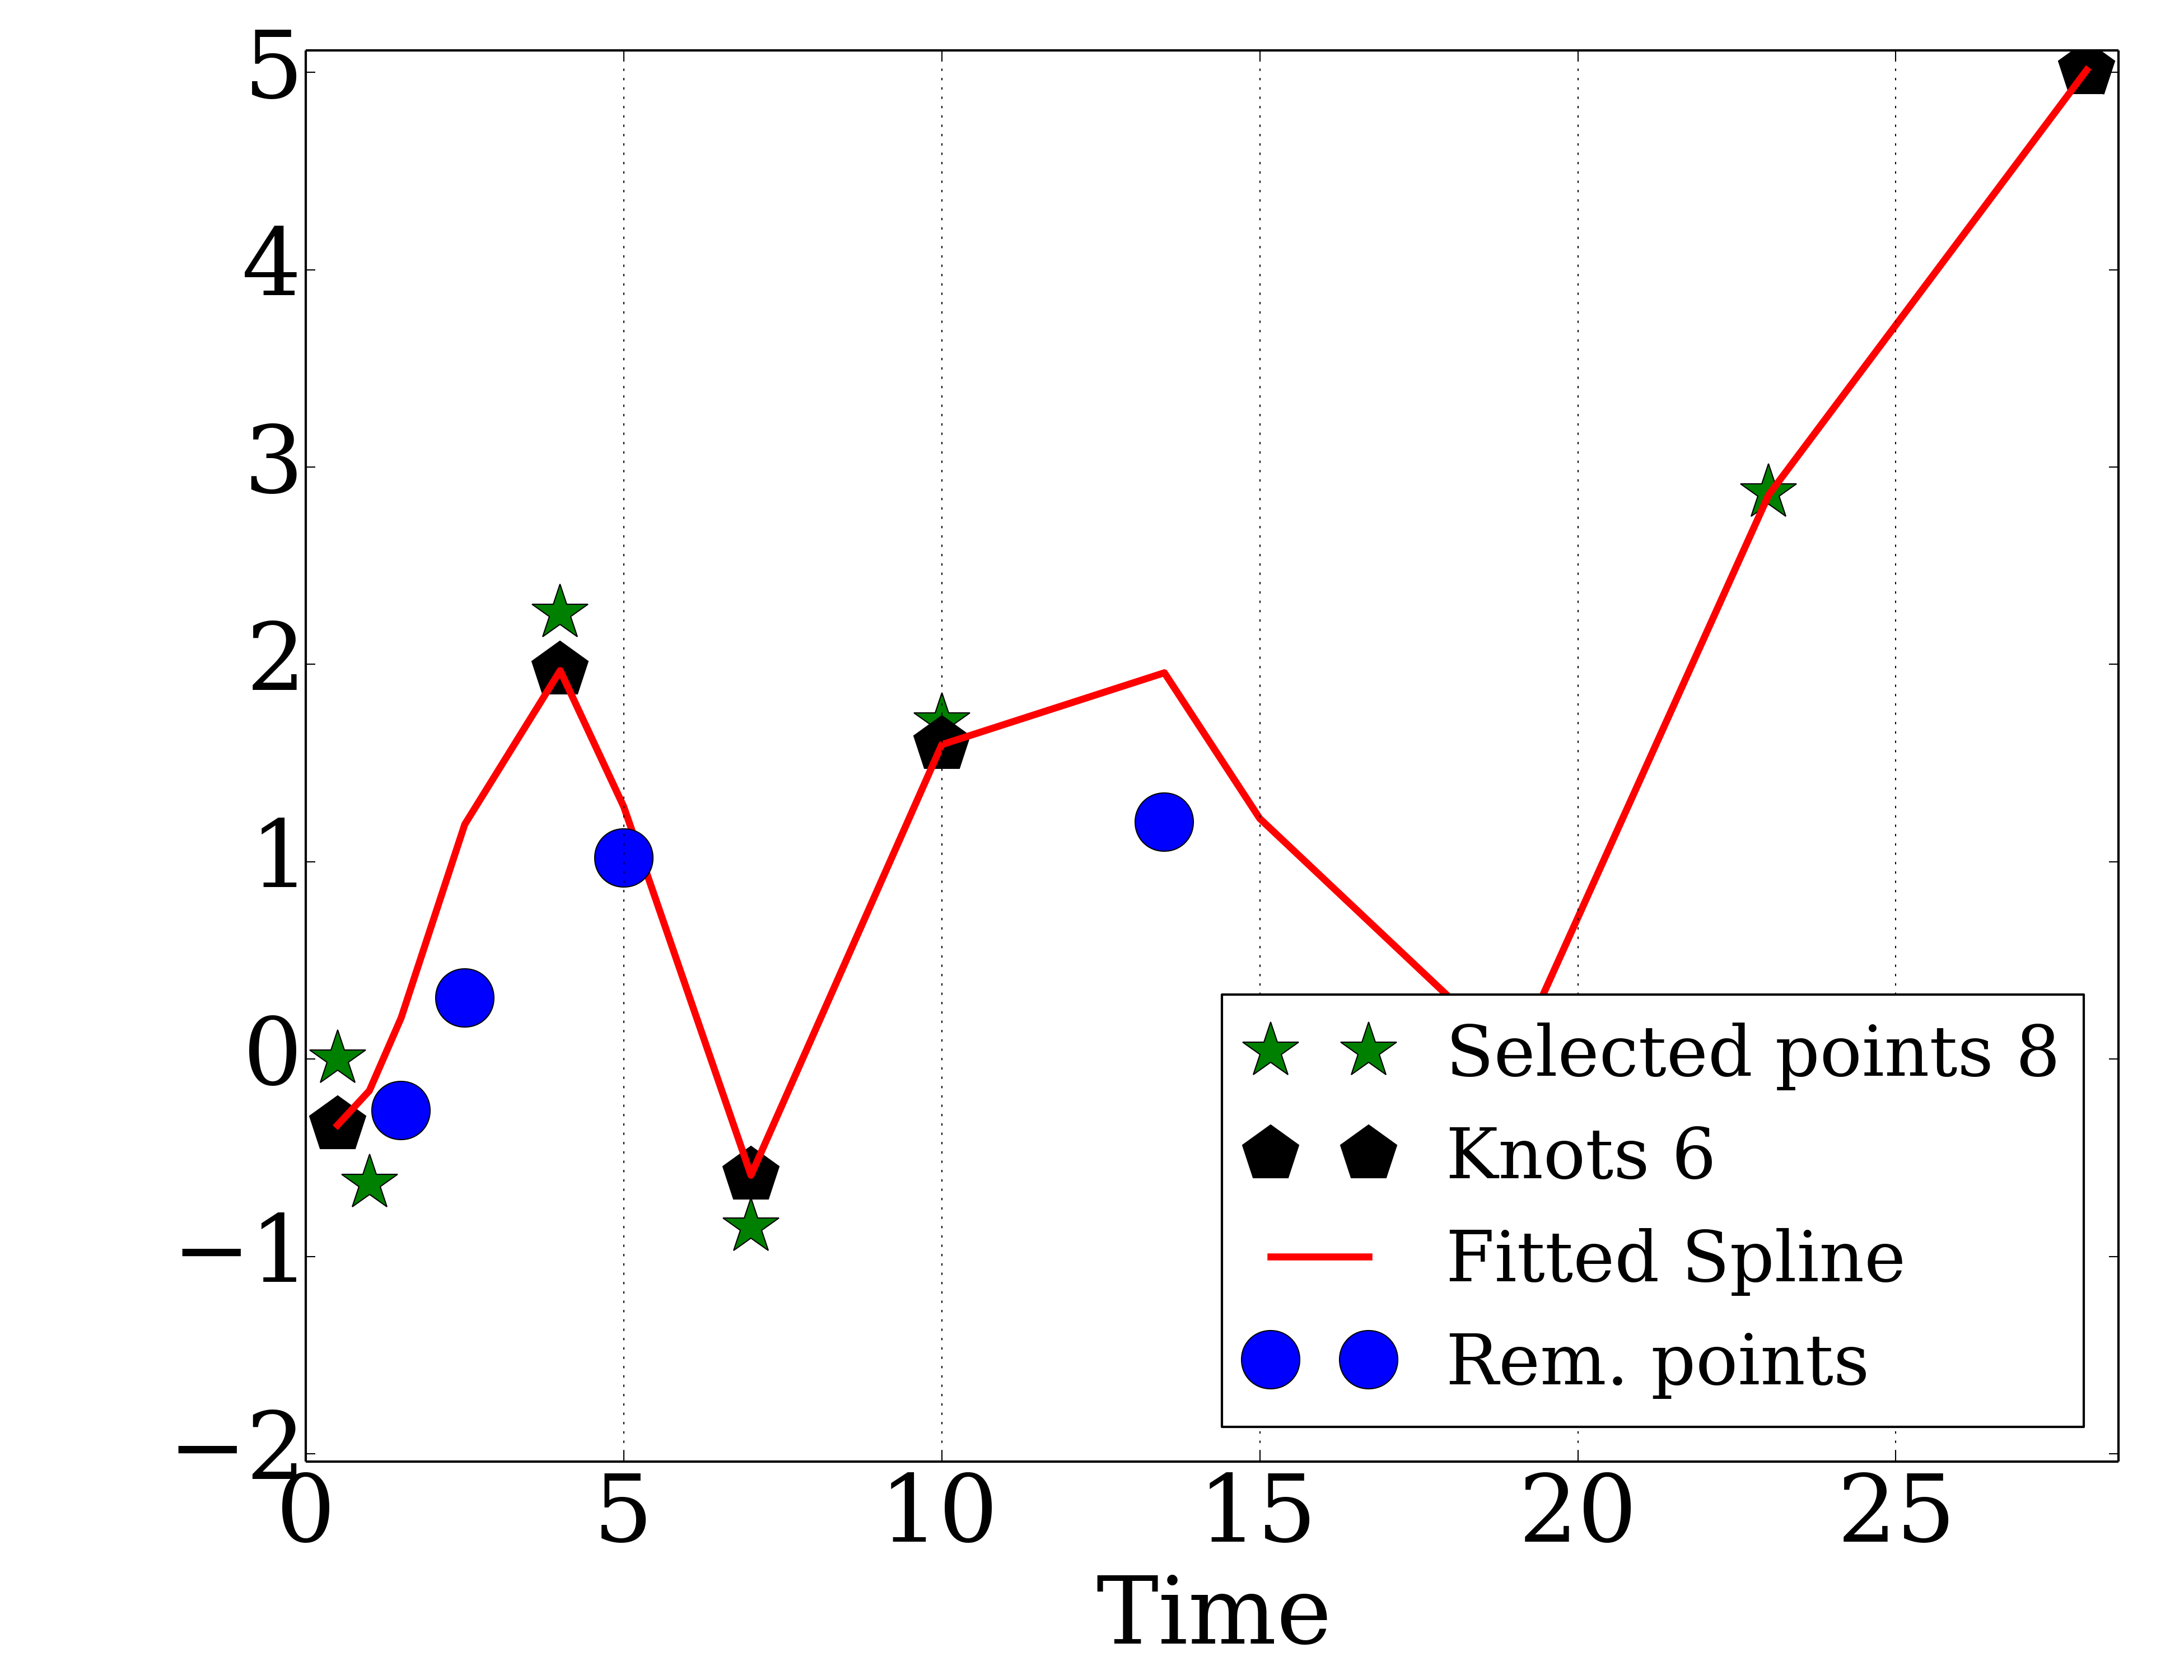 5
4
3
2
1
0
−1
−2
0 5 10 15 20 25
Time
Selected points 8
Knots 6
Fitted Spline
Rem. points